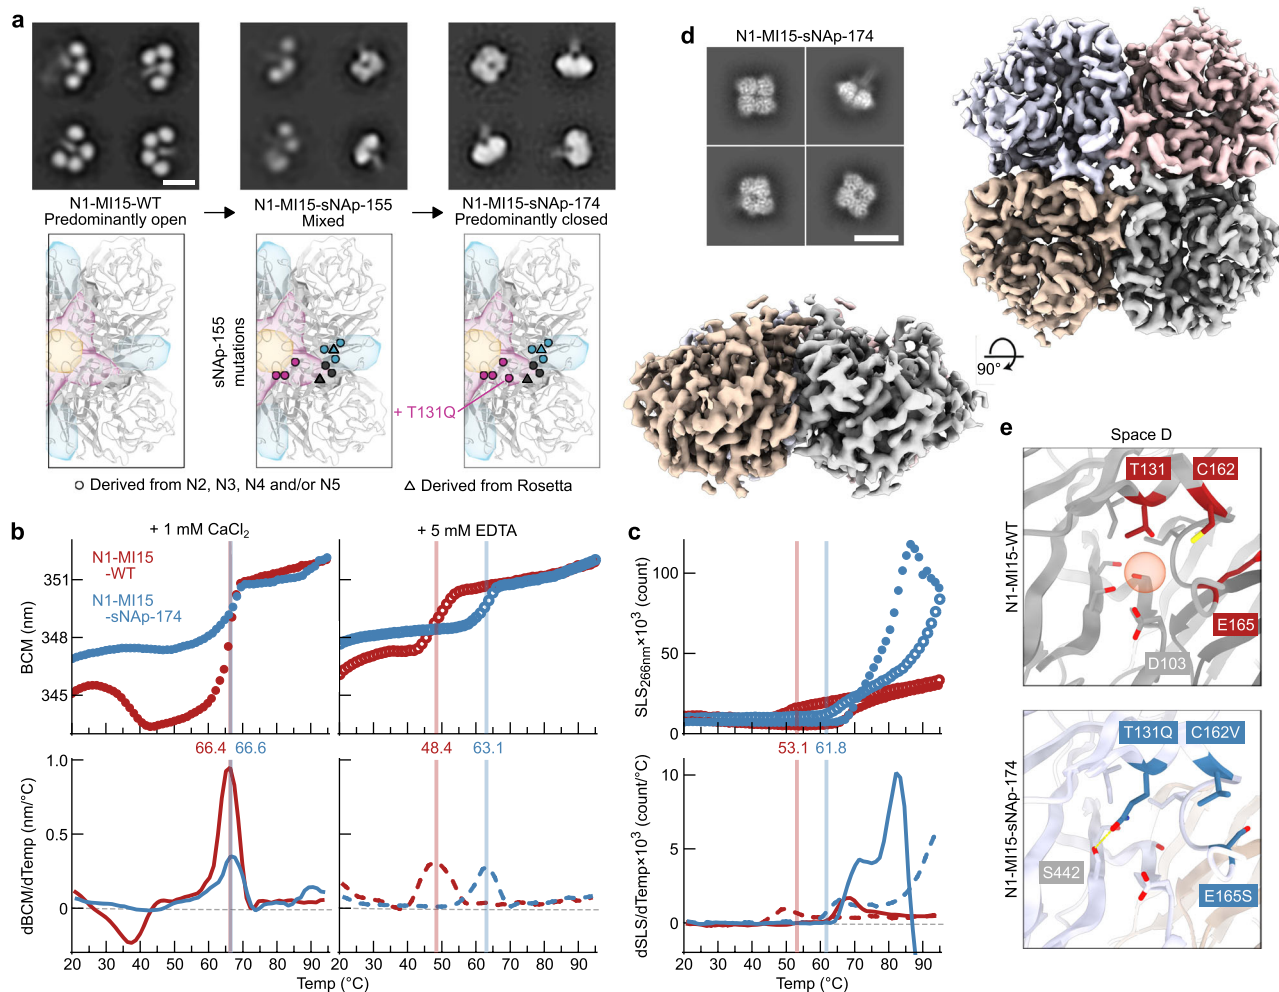 a
N1-MI15-WT
Predominantly open
N1-MI15-sNAp-155
Mixed
N1-MI15-sNAp-174
Predominantly closed
sNAp-155
mutations
+ T131Q
Derived from N2, N3, N4 and/or N5
Derived from Rosetta
b
+ 1 mM CaCl2
+ 5 mM EDTA
N1-MI15
-WT
N1-MI15
-sNAp-174
BCM (nm)
351
348
345
66.4
66.6
48.4
63.1
dBCM/dTemp (nm/°C)
1.0
0.5
0
20 30 40 50 60 70 80 90
20 30 40 50 60 70 80 90
Temp (°C)
c
SLS266nm×10³ (count)
100
50
0
53.1
61.8
dSLS/dTemp×10³ (count/°C)
10
5
0
20 30 40 50 60 70 80 90
Temp (°C)
d
N1-MI15-sNAp-174
90°
e
Space D
N1-MI15-WT
T131
C162
E165
D103
N1-MI15-sNAp-174
T131Q
C162V
S442
E165S